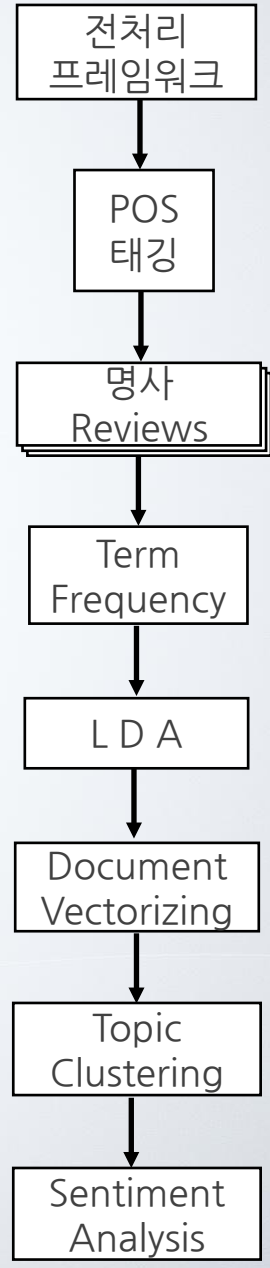 전처리
프레임워크
POS
태깅
명사
Reviews
Term
Frequency
L D A
Document
Vectorizing
Topic
Clustering
Sentiment
Analysis